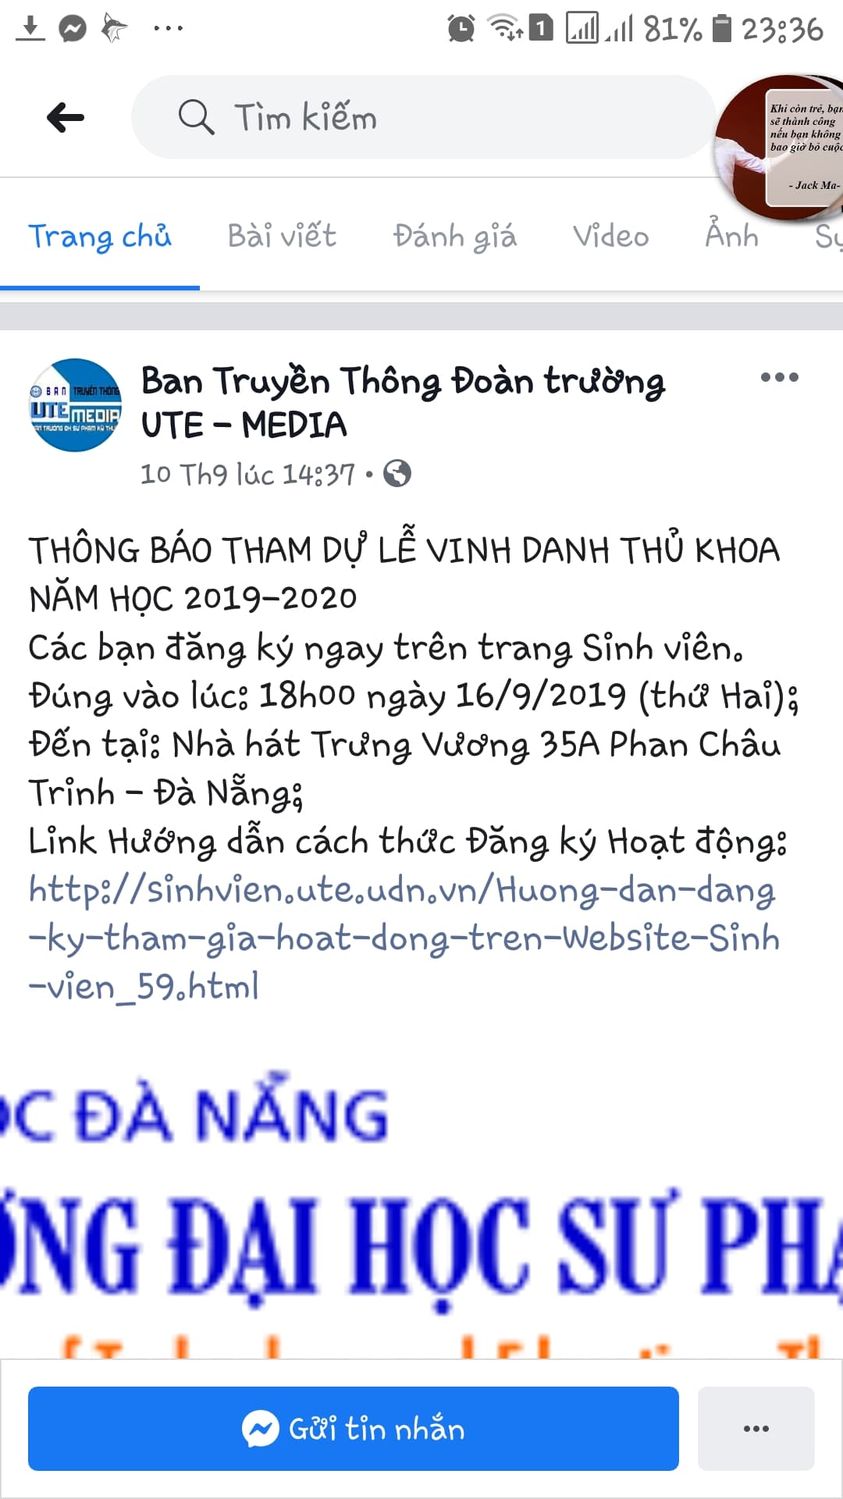 1 81% 23:36
Tìm kiếm
Khi còn trẻ, bạn
sẽ thành công
nếu bạn không
bao giờ bỏ cuộc
- Jack Ma-
Trang chủ Bài viết Đánh giá Video Ảnh
BAN TRUYỀN THÔNG
UTE MEDIA
Ban Truyền Thông Đoàn trường
UTE - MEDIA
10 Th9 lúc 14:37 •
THÔNG BÁO THAM DỰ LỄ VINH DANH THỦ KHOA
NĂM HỌC 2019-2020
Các bạn đăng ký ngay trên trang Sinh viên.
Đúng vào lúc: 18h00 ngày 16/9/2019 (thứ Hai);
Đến tại: Nhà hát Trưng Vương 35A Phan Châu
Trinh - Đà Nẵng;
Link Hướng dẫn cách thức Đăng ký Hoạt động:
http://sinhvien.ute.udn.vn/Huong-dan-dang
-ky-tham-gia-hoat-dong-tren-Website-Sinh
-vien_59.html
C ĐÀ NẴNG
NG ĐẠI HỌC SƯ PH
Gửi tin nhắn